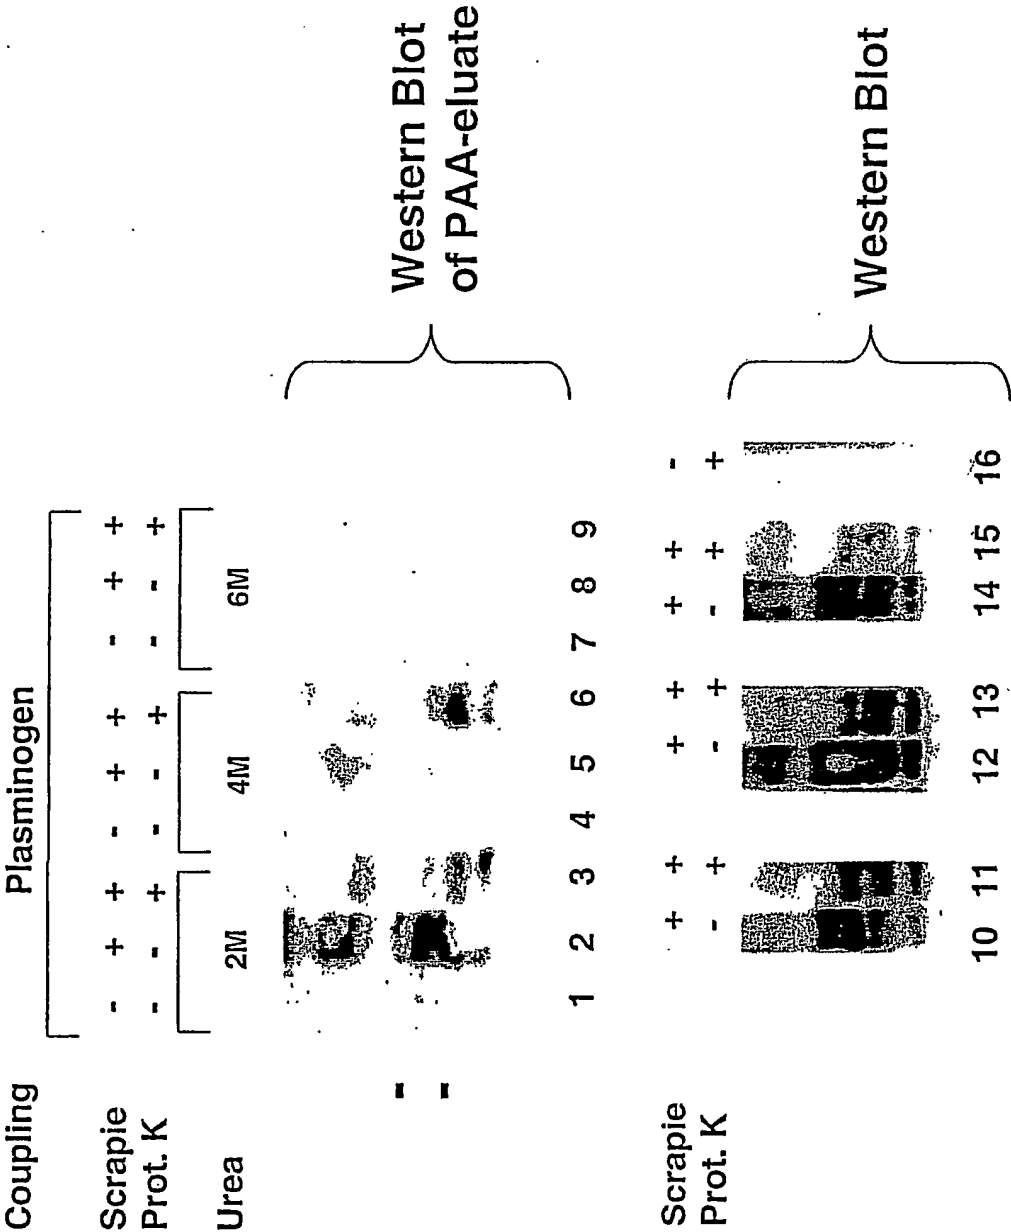 Coupling Plasminogen
Scrapie - + + - + + - + +
Prot. K - - + - - + - - +
Urea 2M 4M 6M
Western Blot
of PAA-eluate
1 2 3 4 5 6 7 8 9
Scrapie + + + + + + -
Prot. K - + - + - + +
Western Blot
10 11 12 13 14 15 16